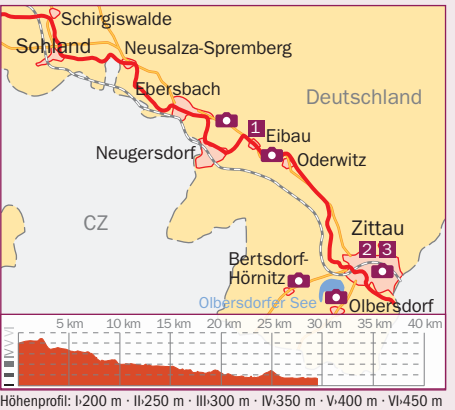 Schirgiswalde
Sohland
Neusalza-Spremberg
Ebersbach
Deutschland
1
Eibau
Neugersdorf
Oderwitz
CZ
Zittau
2 3
Bertsdorf-
Hörnitz
Olbersdorfer See
Olbersdorf
5 km 10 km 15 km 20 km 25 km 30 km 35 km 40 km
Höhenprofil: I›200 m · II›250 m · III›300 m · IV›350 m · V›400 m · VI›450 m